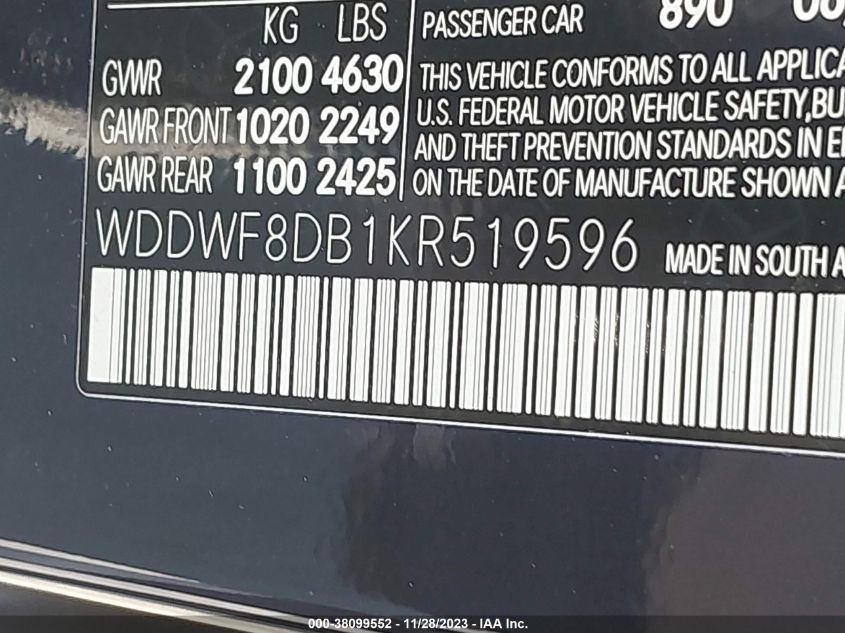 KG LBS PASSENGER CAR 890
GVWR 2100 4630 THIS VEHICLE CONFORMS TO ALL
GAWR FRONT 1020 2249 U.S. FEDERAL MOTOR VEHICLE SAFETY,
GAWR REAR 1100 2425 AND THEFT PREVENTION STANDARDS IN
ON THE DATE OF MANUFACTURE SHOWN
WDDWF8DB1KR519596 MADE IN SOUTH
000-38099552 - 11/28/2023 - IAA Inc.